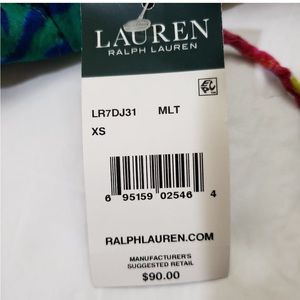 LAUREN
RALPH LAUREN
LR7DJ31 MLT
XS
6 95159 02546 4
RALPHLAUREN.COM
MANUFACTURER'S
SUGGESTED RETAIL
$90.00